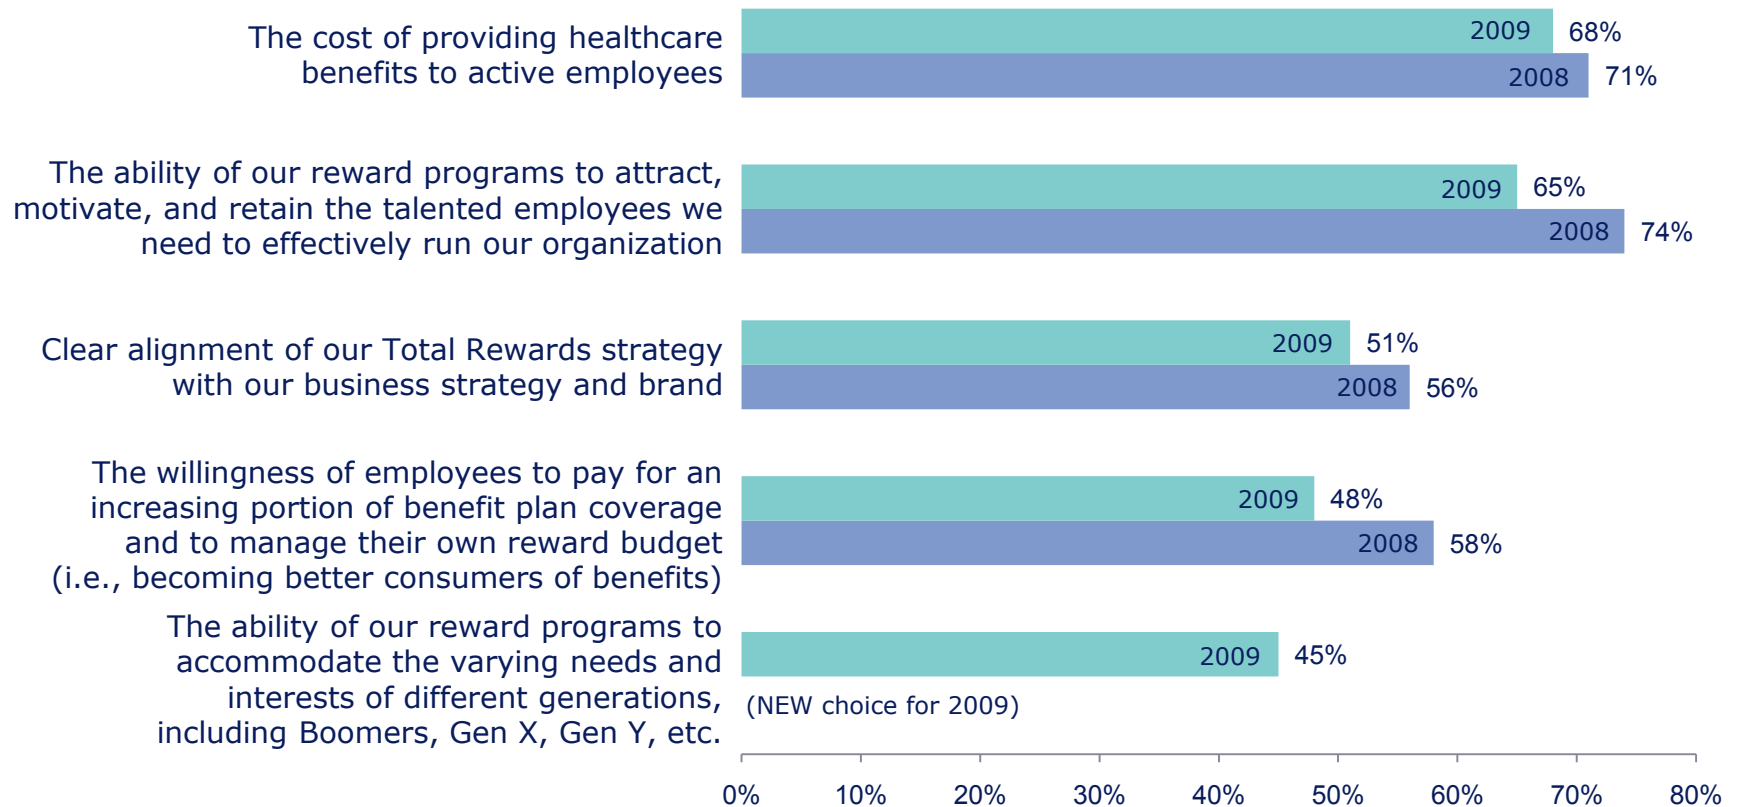 The cost of providing healthcare
benefits to active employees
2009 68%
2008 71%
The ability of our reward programs to attract,
motivate, and retain the talented employees we
need to effectively run our organization
2009 65%
2008 74%
Clear alignment of our Total Rewards strategy
with our business strategy and brand
2009 51%
2008 56%
The willingness of employees to pay for an
increasing portion of benefit plan coverage
and to manage their own reward budget
(i.e., becoming better consumers of benefits)
2009 48%
2008 58%
The ability of our reward programs to
accommodate the varying needs and
interests of different generations,
including Boomers, Gen X, Gen Y, etc.
2009 45%
(NEW choice for 2009)
0% 10% 20% 30% 40% 50% 60% 70% 80%